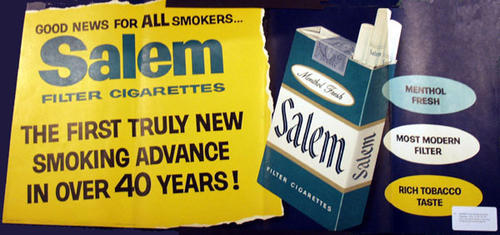 GOOD NEWS FOR ALL SMOKERS...
Salem
FILTER CIGARETTES
THE FIRST TRULY NEW
SMOKING ADVANCE
IN OVER 40 YEARS!
Menthol Fresh
Salem
Salem
FILTER CIGARETTES
MENTHOL
FRESH
MOST MODERN
FILTER
RICH TOBACCO
TASTE